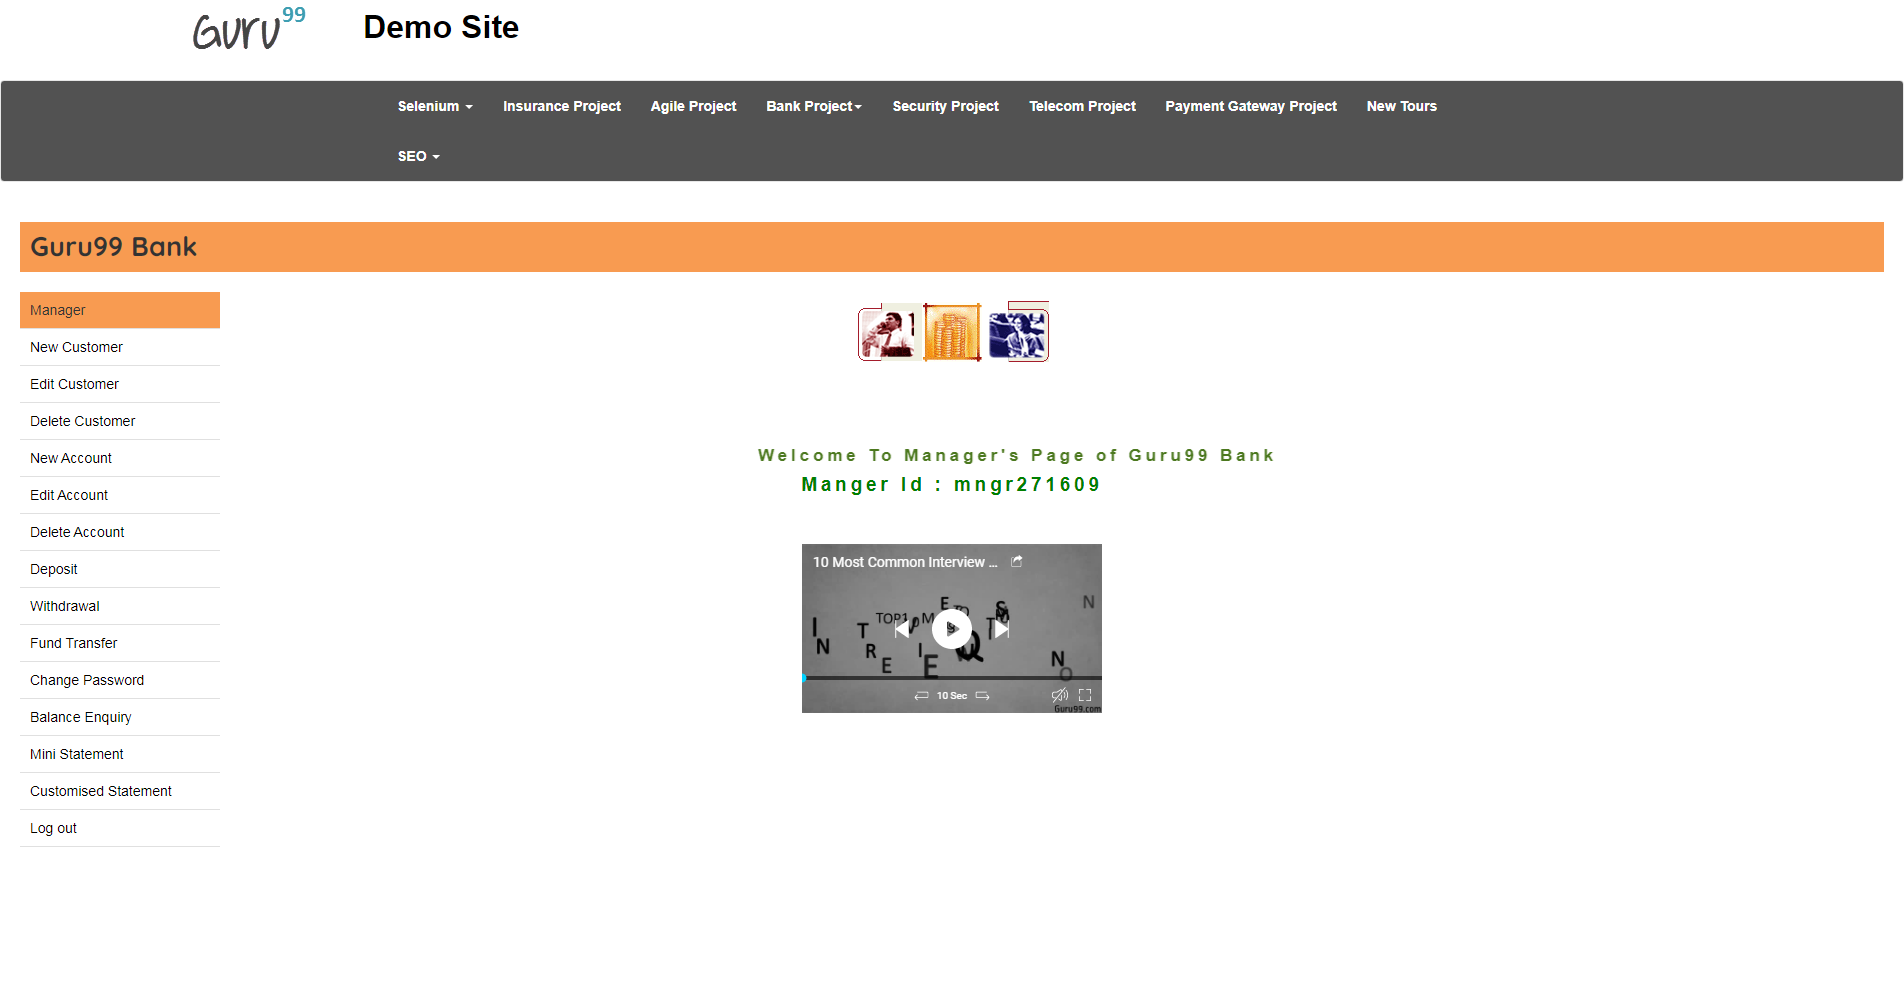 Guru99
Demo Site
Selenium
Insurance Project
Agile Project
Bank Project
Security Project
Telecom Project
Payment Gateway Project
New Tours
SEO
Guru99 Bank
Manager
New Customer
Edit Customer
Delete Customer
New Account
Edit Account
Delete Account
Deposit
Withdrawal
Fund Transfer
Change Password
Balance Enquiry
Mini Statement
Customised Statement
Log out
Welcome To Manager's Page of Guru99 Bank
Manger Id : mngr271609
10 Most Common Interview ...
10 Sec
Guru99.com